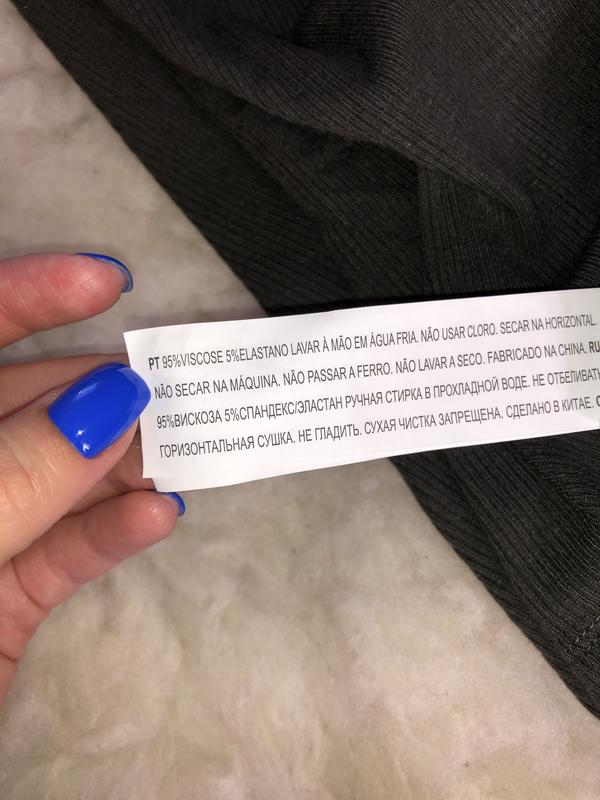 PT 95%VISCOSE 5%ELASTANO LAVAR À MÃO EM ÁGUA FRIA. NÃO USAR CLORO. SECAR NA HORIZONTAL.
NÃO SECAR NA MÁQUINA. NÃO PASSAR A FERRO. NÃO LAVAR A SECO. FABRICADO NA CHINA. RU
95%ВИСКОЗА 5%СПАНДЕКС/ЭЛАСТАН РУЧНАЯ СТИРКА В ПРОХЛАДНОЙ ВОДЕ. НЕ ОТБЕЛИВАТЬ
ГОРИЗОНТАЛЬНАЯ СУШКА. НЕ ГЛАДИТЬ. СУХАЯ ЧИСТКА ЗАПРЕЩЕНА. СДЕЛАНО В КИТАЕ.